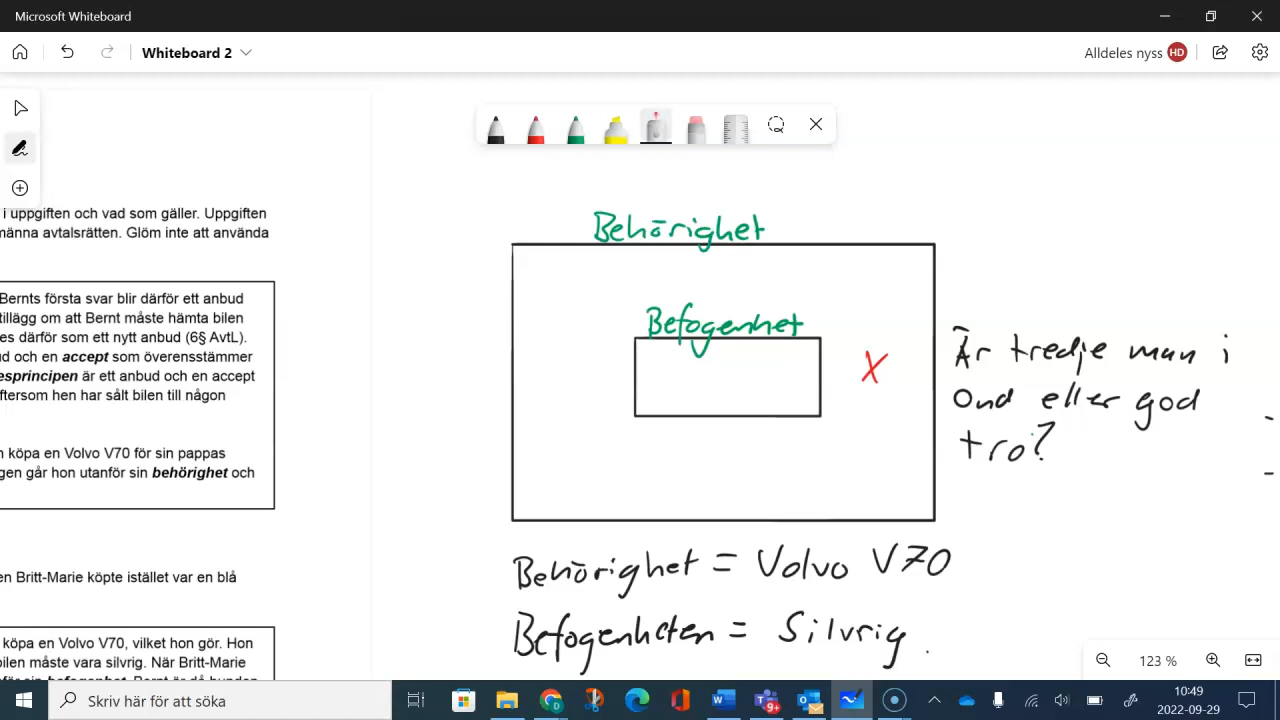 Microsoft Whiteboard
Whiteboard 2
Alldeles nyss HD
i uppgiften och vad som gäller. Uppgiften
männa avtalsrätten. Glöm inte att använda
Bernts första svar blir därför ett anbud
tillägg om att Bernt måste hämta bilen
es därför som ett nytt anbud (6§ AvtL).
ud och en accept som överensstämmer
esprincipen är ett anbud och en accept
ftersom hen har sålt bilen till någon
n köpa en Volvo V70 för sin pappas
gen går hon utanför sin behörighet och
en Britt-Marie köpte istället var en blå
köpa en Volvo V70, vilket hon gör. Hon
bilen måste vara silvrig. När Britt-Marie
Behörighet
Befogenhet
X
Är tredje man i
Ond eller god
tro?
Behörighet = Volvo V70
Befogenheten = Silvrig.
123 %
Skriv här för att söka
9+
10:49
2022-09-29